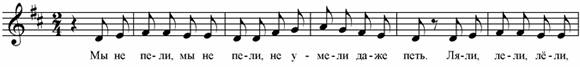 Мы не пе-ли, мы не пе-ли, не у-ме-ли да-же петь. Ля-ли, ле-ли, лё-ли,